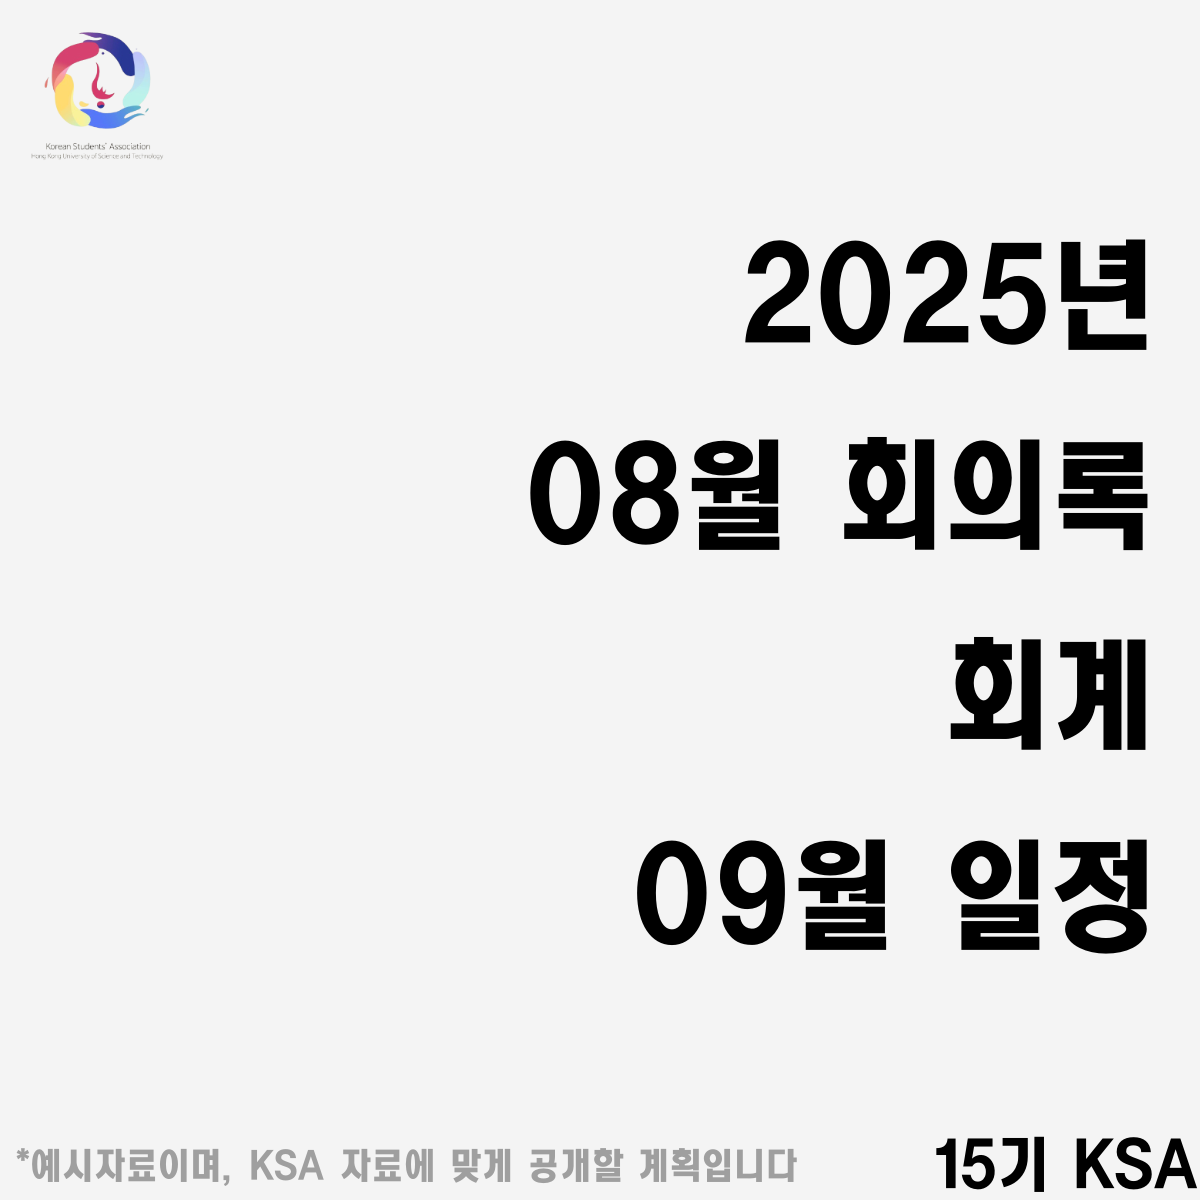 Korean Students' Association
Hong Kong University of Science and Technology
2025년
08월 회의록
회계
09월 일정
*예시자료이며, KSA 자료에 맞게 공개할 계획입니다
15기 KSA